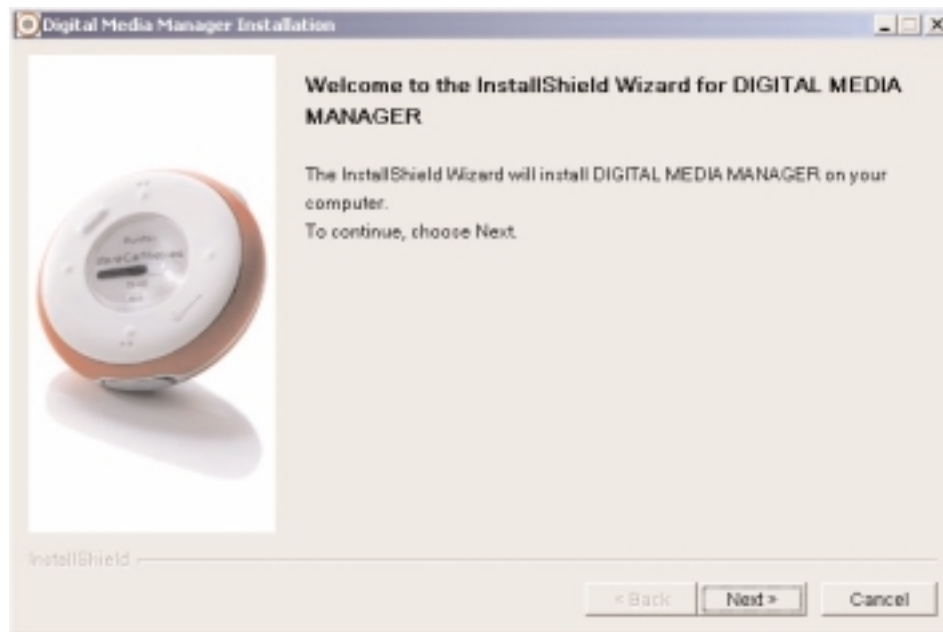 Digital Media Manager Installation
Welcome to the InstallShield Wizard for DIGITAL MEDIA
MANAGER
The InstallShield Wizard will install DIGITAL MEDIA MANAGER on your
computer.
To continue, choose Next.
InstallShield
< Back
Next >
Cancel